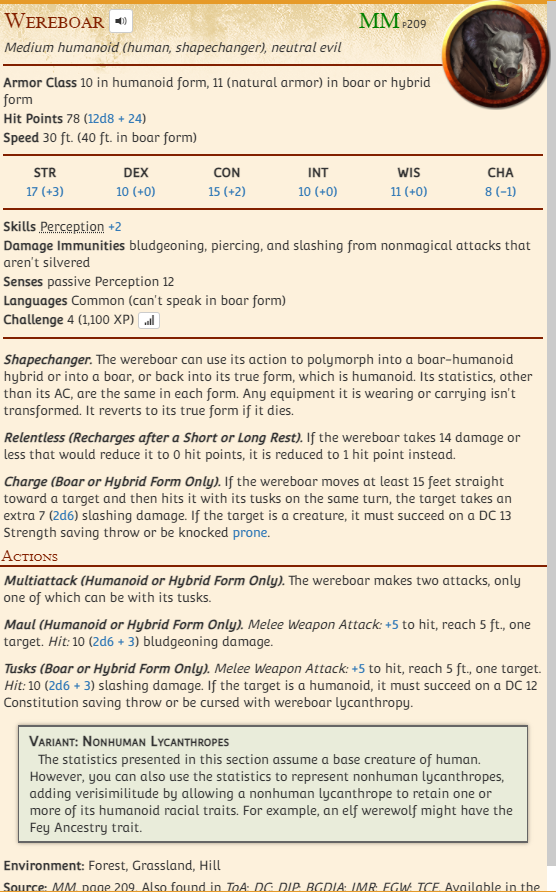 Wereboar
MM P209
Medium humanoid (human, shapechanger), neutral evil
Armor Class 10 in humanoid form, 11 (natural armor) in boar or hybrid
form
Hit Points 78 (12d8 + 24)
Speed 30 ft. (40 ft. in boar form)
STR DEX CON INT WIS CHA
17 (+3) 10 (+0) 15 (+2) 10 (+0) 11 (+0) 8 (−1)
Skills Perception +2
Damage Immunities bludgeoning, piercing, and slashing from nonmagical attacks that
aren't silvered
Senses passive Perception 12
Languages Common (can't speak in boar form)
Challenge 4 (1,100 XP)
Shapechanger. The wereboar can use its action to polymorph into a boar–humanoid
hybrid or into a boar, or back into its true form, which is humanoid. Its statistics, other
than its AC, are the same in each form. Any equipment it is wearing or carrying isn't
transformed. It reverts to its true form if it dies.
Relentless (Recharges after a Short or Long Rest). If the wereboar takes 14 damage or
less that would reduce it to 0 hit points, it is reduced to 1 hit point instead.
Charge (Boar or Hybrid Form Only). If the wereboar moves at least 15 feet straight
toward a target and then hits it with its tusks on the same turn, the target takes an
extra 7 (2d6) slashing damage. If the target is a creature, it must succeed on a DC 13
Strength saving throw or be knocked prone.
Actions
Multiattack (Humanoid or Hybrid Form Only). The wereboar makes two attacks, only
one of which can be with its tusks.
Maul (Humanoid or Hybrid Form Only). Melee Weapon Attack: +5 to hit, reach 5 ft., one
target. Hit: 10 (2d6 + 3) bludgeoning damage.
Tusks (Boar or Hybrid Form Only). Melee Weapon Attack: +5 to hit, reach 5 ft., one target.
Hit: 10 (2d6 + 3) slashing damage. If the target is a humanoid, it must succeed on a DC 12
Constitution saving throw or be cursed with wereboar lycanthropy.
Variant: Nonhuman Lycanthropes
The statistics presented in this section assume a base creature of human.
However, you can also use the statistics to represent nonhuman lycanthropes,
adding verisimilitude by allowing a nonhuman lycanthrope to retain one or
more of its humanoid racial traits. For example, an elf werewolf might have the
Fey Ancestry trait.
Environment: Forest, Grassland, Hill
Source: MM, page 209. Also found in ToA; DC; DIP; BGDIA; IMR; EGW; TCE. Available in the